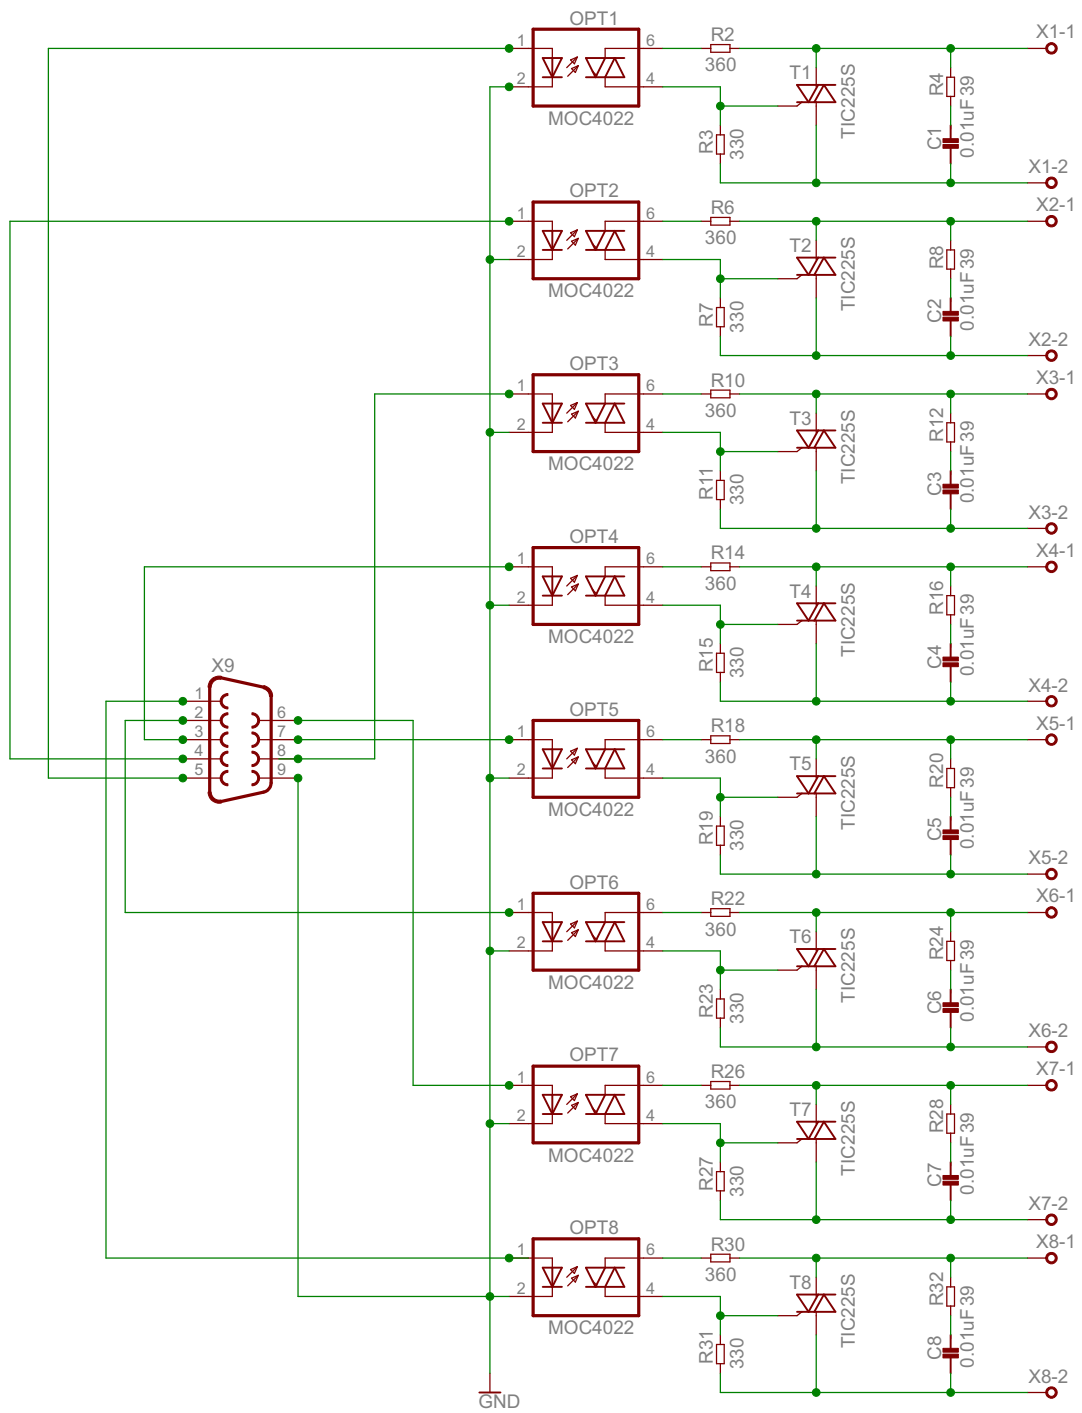 OPT1
1
2
6
4
MOC4022
R2
360
R3
330
T1
TIC225S
R4
39
C1
0.01uF
X1-1
X1-2
OPT2
1
2
6
4
MOC4022
R6
360
R7
330
T2
TIC225S
R8
39
C2
0.01uF
X2-1
X2-2
OPT3
1
2
6
4
MOC4022
R10
360
R11
330
T3
TIC225S
R12
39
C3
0.01uF
X3-1
X3-2
OPT4
1
2
6
4
MOC4022
R14
360
R15
330
T4
TIC225S
R16
39
C4
0.01uF
X4-1
X4-2
X9
1
2
3
4
5
6
7
8
9
OPT5
1
2
6
4
MOC4022
R18
360
R19
330
T5
TIC225S
R20
39
C5
0.01uF
X5-1
X5-2
OPT6
1
2
6
4
MOC4022
R22
360
R23
330
T6
TIC225S
R24
39
C6
0.01uF
X6-1
X6-2
OPT7
1
2
6
4
MOC4022
R26
360
R27
330
T7
TIC225S
R28
39
C7
0.01uF
X7-1
X7-2
OPT8
1
2
6
4
MOC4022
R30
360
R31
330
T8
TIC225S
R32
39
C8
0.01uF
X8-1
X8-2
GND